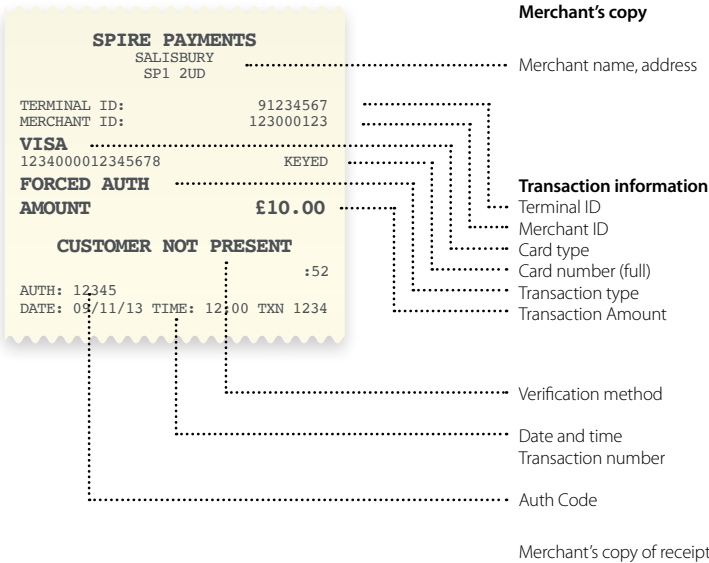 Merchant's copy
SPIRE PAYMENTS
SALISBURY
SP1 2UD
Merchant name, address
TERMINAL ID: 91234567
MERCHANT ID: 123000123
VISA
1234000012345678 KEYED
FORCED AUTH
AMOUNT £10.00
CUSTOMER NOT PRESENT
:52
AUTH: 12345
DATE: 09/11/13 TIME: 12:00 TXN 1234
Transaction information
Terminal ID
Merchant ID
Card type
Card number (full)
Transaction type
Transaction Amount
Verification method
Date and time
Transaction number
Auth Code
Merchant's copy of receipt